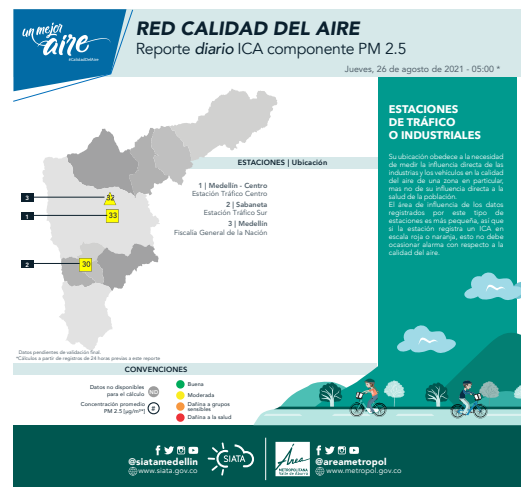 un mejor
aire
#CalidadDelAire
RED CALIDAD DEL AIRE
Reporte diario ICA componente PM 2.5
Jueves, 26 de agosto de 2021 - 05:00 *
ESTACIONES
DE TRÁFICO
O INDUSTRIALES
Su ubicación obedece a la necesidad
de medir la influencia directa de las
industrias y los vehículos en la calidad
del aire de una zona en particular,
mas no de su influencia directa a la
salud de la población.
El área de influencia de los datos
registrados por este tipo de
estaciones es más pequeña, así que
si la estación registra un ICA en
escala roja o naranja, esto no debe
ocasionar alarma con respecto a la
calidad del aire.
ESTACIONES | Ubicación
1 | Medellín - Centro
Estación Tráfico Centro
2 | Sabaneta
Estación Tráfico Sur
3 | Medellín
Fiscalía General de la Nación
3
32
1
33
2
30
Datos pendientes de validación final.
*Cálculos a partir de registros de 24 horas previas a este reporte
CONVENCIONES
Datos no disponibles
para el cálculo
ND
Concentración promedio
PM 2.5 [µg/m³*]
#
Buena
Moderada
Dañina a grupos
sensibles
Dañina a la salud
@siatamedellin
www.siata.gov.co
SIATA
Área
METROPOLITANA
Valle de Aburrá
@areametropol
www.metropol.gov.co